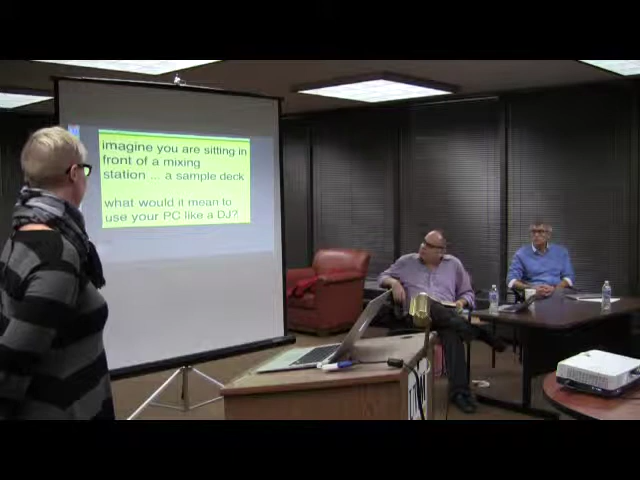 imagine you are sitting in
front of a mixing
station ... a sample deck
what would it mean to
use your PC like a DJ?